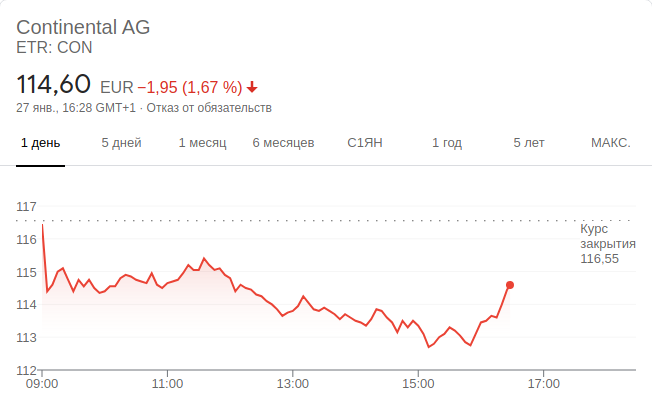 Continental AG
ETR: CON
114,60 EUR −1,95 (1,67 %)
27 янв., 16:28 GMT+1 · Отказ от обязательств
1 день 5 дней 1 месяц 6 месяцев С1ЯН 1 год 5 лет МАКС.
117
116
115
114
113
112
Курс
закрытия
116,55
09:00 11:00 13:00 15:00 17:00